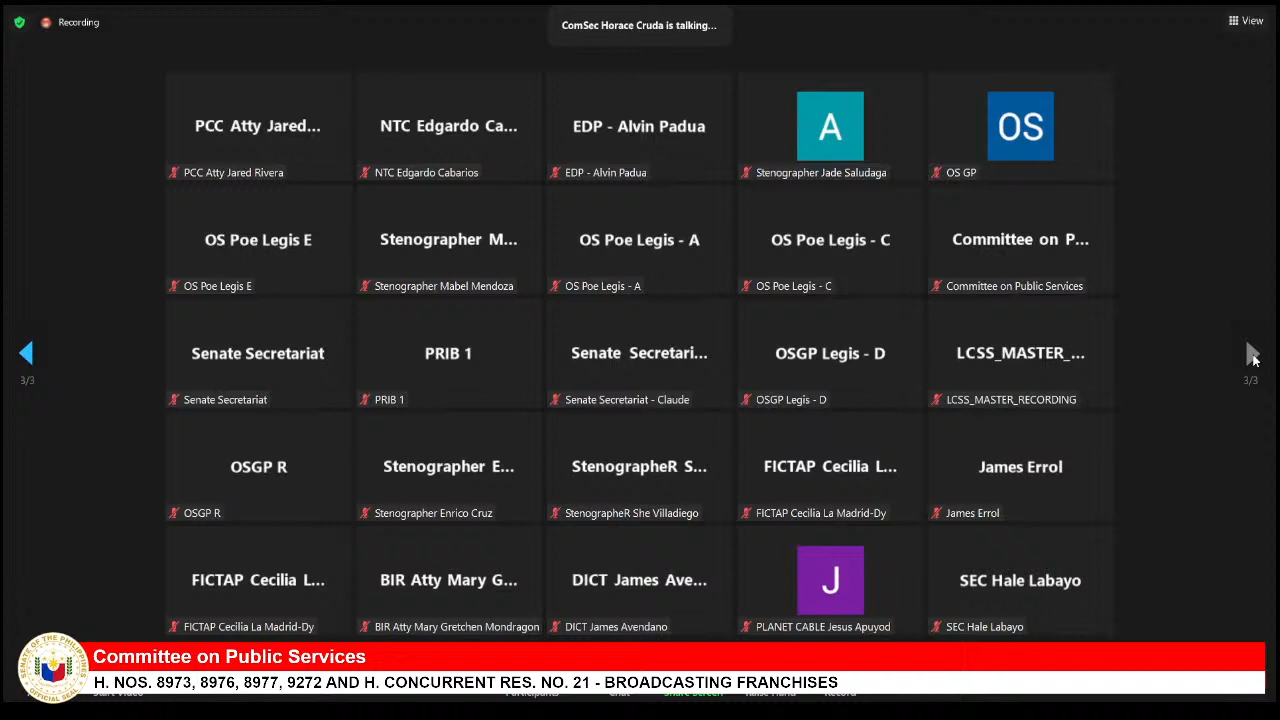 Recording
ComSec Horace Cruda is talking...
View
PCC Atty Jared...
NTC Edgardo Ca...
EDP - Alvin Padua
A
OS
PCC Atty Jared Rivera
NTC Edgardo Cabarios
EDP - Alvin Padua
Stenographer Jade Saludaga
OS GP
OS Poe Legis E
Stenographer M...
OS Poe Legis - A
OS Poe Legis - C
Committee on P...
OS Poe Legis E
Stenographer Mabel Mendoza
OS Poe Legis - A
OS Poe Legis - C
Committee on Public Services
Senate Secretariat
PRIB 1
Senate Secretari...
OSGP Legis - D
LCSS_MASTER_...
3/3
3/3
Senate Secretariat
PRIB 1
Senate Secretariat - Claude
OSGP Legis - D
LCSS_MASTER_RECORDING
OSGP R
Stenographer E...
StenographeR S...
FICTAP Cecilia L...
James Errol
OSGP R
Stenographer Enrico Cruz
StenographeR She Villadiego
FICTAP Cecilia La Madrid-Dy
James Errol
FICTAP Cecilia L...
BIR Atty Mary G...
DICT James Ave...
J
SEC Hale Labayo
FICTAP Cecilia La Madrid-Dy
BIR Atty Mary Gretchen Mondragon
DICT James Avendano
PLANET CABLE Jesus Apuyod
SEC Hale Labayo
SENATE OF THE PHILIPPINES
OFFICIAL SEAL
Committee on Public Services
H. NOS. 8973, 8976, 8977, 9272 AND H. CONCURRENT RES. NO. 21 - BROADCASTING FRANCHISES